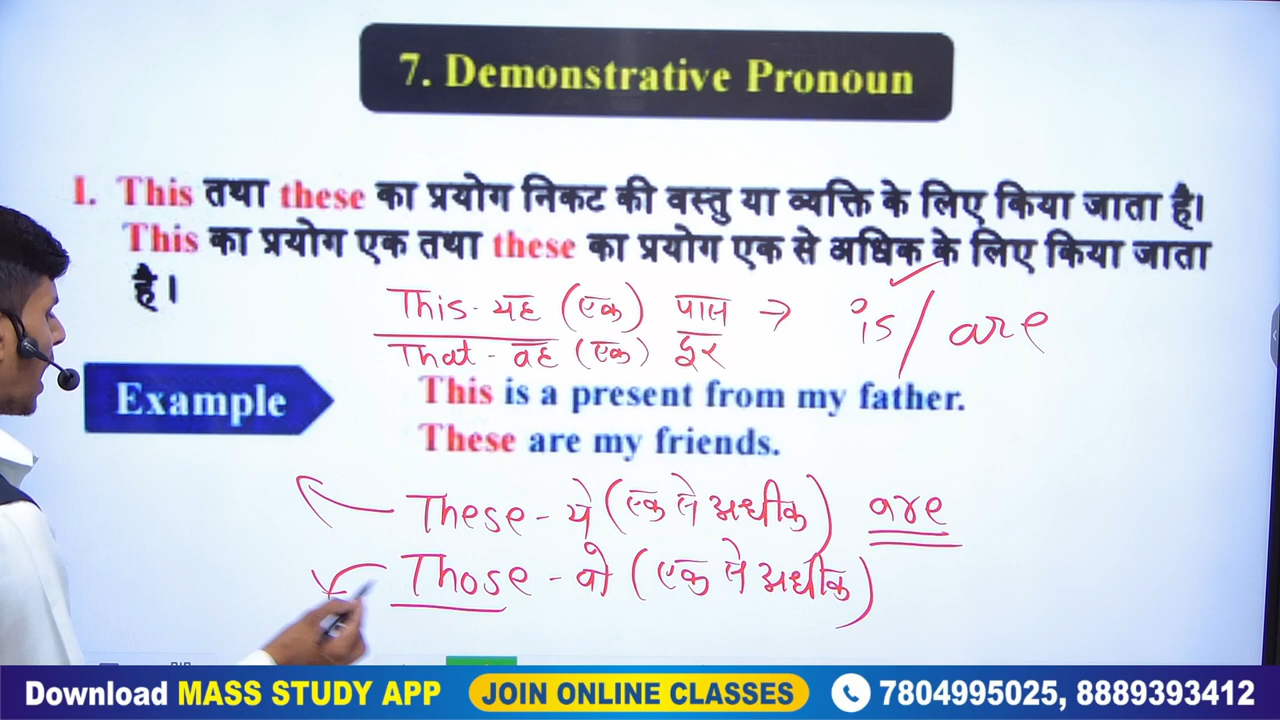 7. Demonstrative Pronoun
I. This तथा these का प्रयोग निकट की वस्तु या व्यक्ति के लिए किया जाता है।
This का प्रयोग एक तथा these का प्रयोग एक से अधिक के लिए किया जाता
है।
This - यह (एक) पास → is / are
That - वह (एक) दूर
Example
This is a present from my father.
These are my friends.
These - ये (एक से अधीक) are
Those - वो (एक से अधीक)
Download MASS STUDY APP JOIN ONLINE CLASSES 7804995025, 8889393412